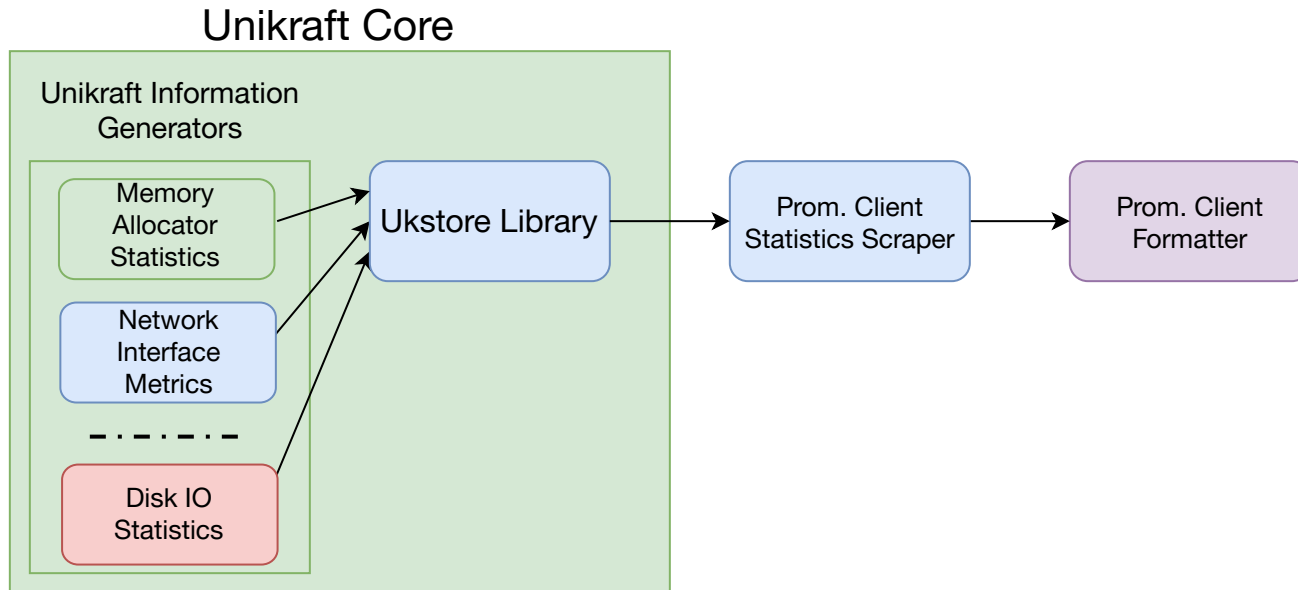 Unikraft Core
Unikraft Information
Generators
Memory
Allocator
Statistics
Network
Interface
Metrics
Disk IO
Statistics
Ukstore Library
Prom. Client
Statistics Scraper
Prom. Client
Formatter